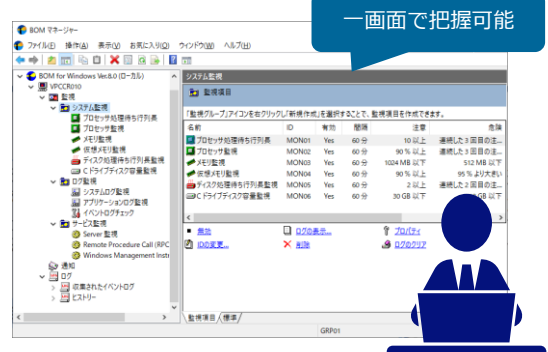 一画面で把握可能
BOM マネージャー
ファイル(F) 操作(A) 表示(V) お気に入り(O) ウィンドウ(W) ヘルプ(H)
BOM for Windows Ver.8.0 (ローカル)
VPCCR010
監視
システム監視
プロセッサ処理待ち行列長
プロセッサ監視
メモリ監視
仮想メモリ監視
ディスク処理待ち行列長監視
C ドライブディスク容量監視
ログ監視
システムログ監視
アプリケーションログ監視
イベントログチェック
サービス監視
Server 監視
Remote Procedure Call (RPC
Windows Management Instr
通知
ログ
収集されたイベントログ
ヒストリー
システム監視
監視項目
「監視グループ」アイコンを右クリックし「新規作成」を選択することで、監視項目を作成できます。
名前 ID 有効 間隔 注意 危険
プロセッサ処理待ち行列長 MON01 Yes 60 分 10 以上 連続した 3 回目の注...
プロセッサ監視 MON02 Yes 60 分 90 % 以上 連続した 3 回目の注...
メモリ監視 MON03 Yes 60 分 1024 MB 以下 512 MB 以下
仮想メモリ監視 MON04 Yes 60 分 90 % 以上 95 % より大きい
ディスク処理待ち行列長監視 MON05 Yes 60 分 2 以上 連続した 3 回目の注...
C ドライブディスク容量監視 MON06 Yes 60 分 30 GB 以下 GB 以下
無効 ログの表示... プロパティ
IDの変更... 削除 ログのクリア
監視項目 標準
GRP01